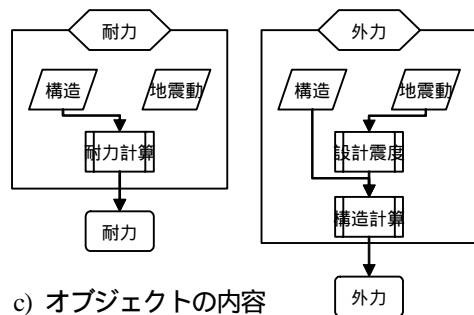 耐力
構造
地震動
耐力計算
耐力
外力
構造
地震動
設計震度
構造計算
外力
c) オブジェクトの内容